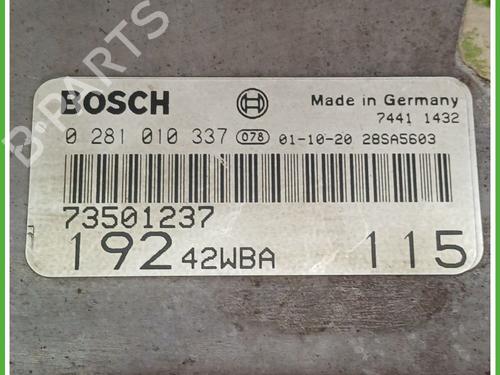 B-PARTS
BOSCH
Made in Germany
7441 1432
0 281 010 337 078 01-10-20 28SA5603
73501237
192 42WBA 115